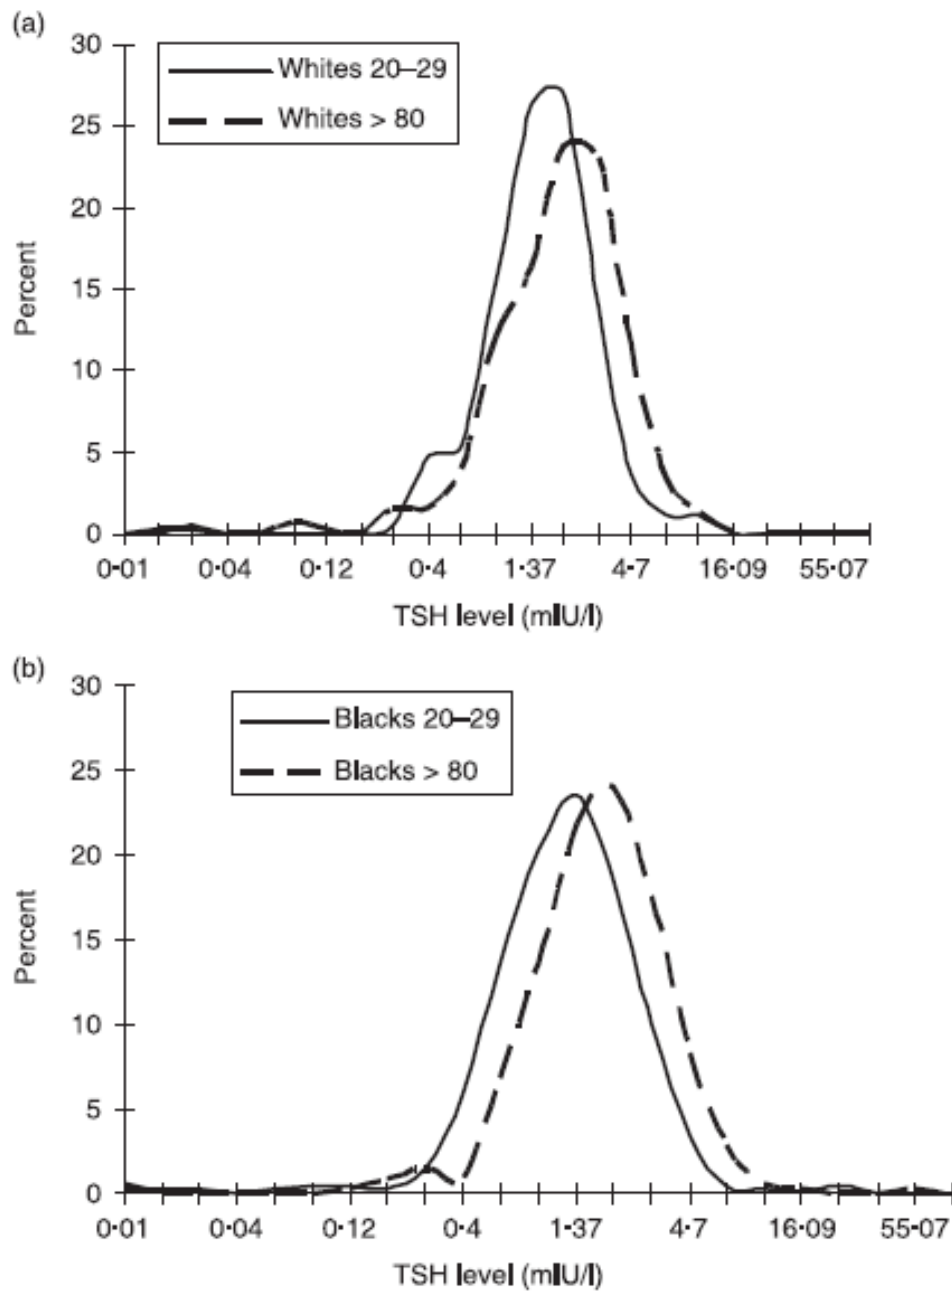 (a)
30
25
20
15
10
5
0
Percent
Whites 20–29
Whites > 80
0·01 0·04 0·12 0·4 1·37 4·7 16·09 55·07
TSH level (mIU/l)
(b)
30
25
20
15
10
5
0
Percent
Blacks 20–29
Blacks > 80
0·01 0·04 0·12 0·4 1·37 4·7 16·09 55·07
TSH level (mIU/l)